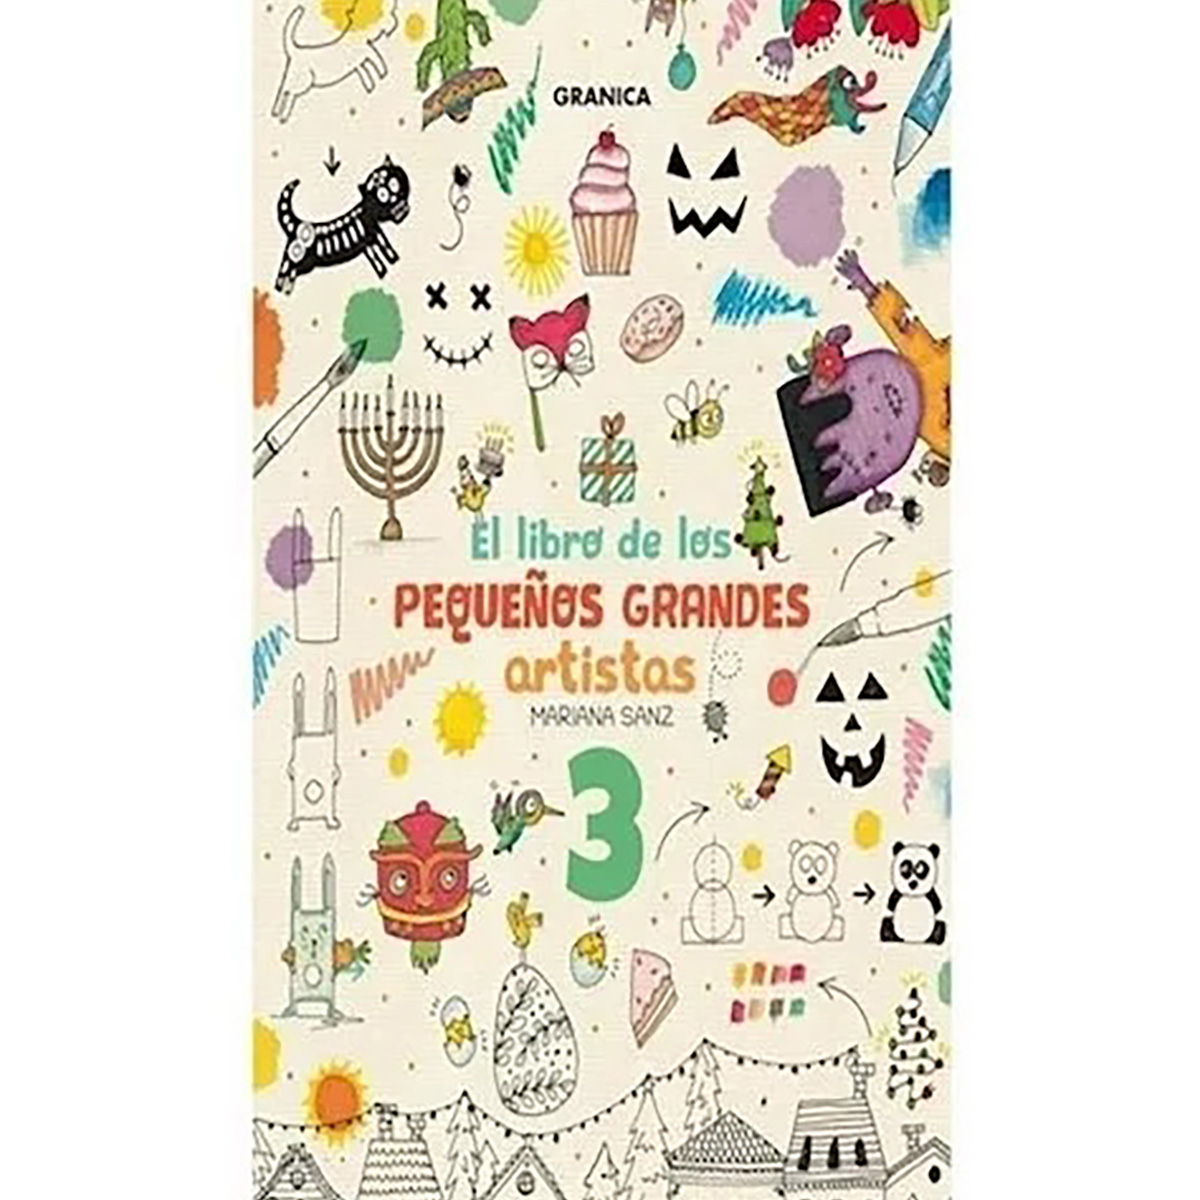 GRANICA
El libro de los
PEQUEÑOS GRANDES
artistas
MARIANA SANZ
3